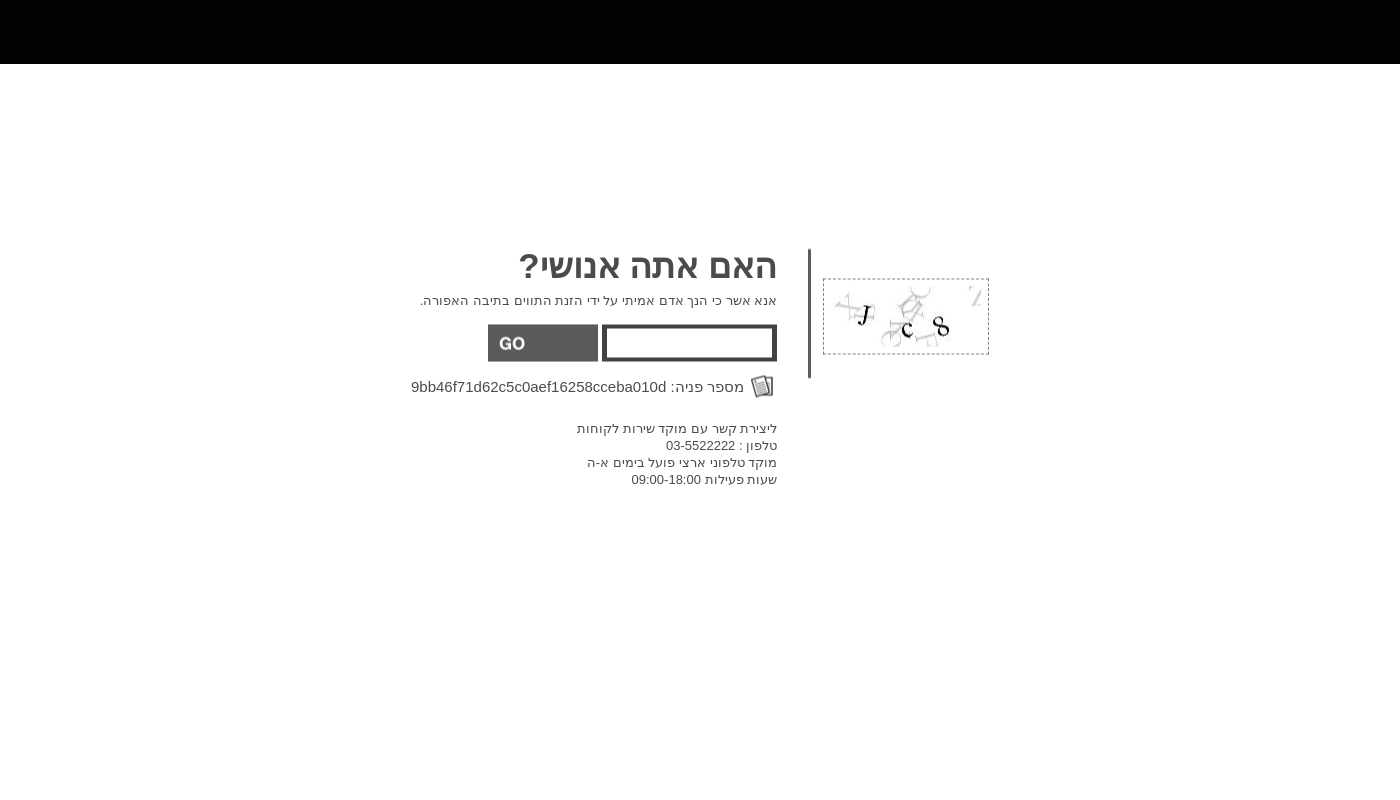 האם אתה אנושי?
אנא אשר כי הנך אדם אמיתי על ידי הזנת התווים בתיבה האפורה.
GO
מספר פניה: 9bb46f71d62c5c0aef16258cceba010d
ליצירת קשר עם מוקד שירות לקוחות
טלפון : 03-5522222
מוקד טלפוני ארצי פועל בימים א-ה
שעות פעילות 09:00-18:00
J c 8